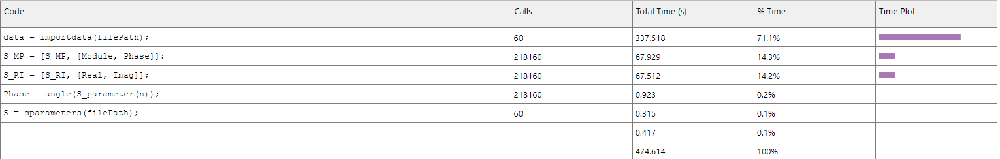 Code Calls Total Time (s) % Time Time Plot
data = importdata(filePath); 60 337.518 71.1%
S_MP = [S_MP, [Module, Phase]]; 218160 67.929 14.3%
S_RI = [S_RI, [Real, Imag]]; 218160 67.512 14.2%
Phase = angle(S_parameter(n)); 218160 0.923 0.2%
S = sparameters(filePath); 60 0.315 0.1%
0.417 0.1%
474.614 100%